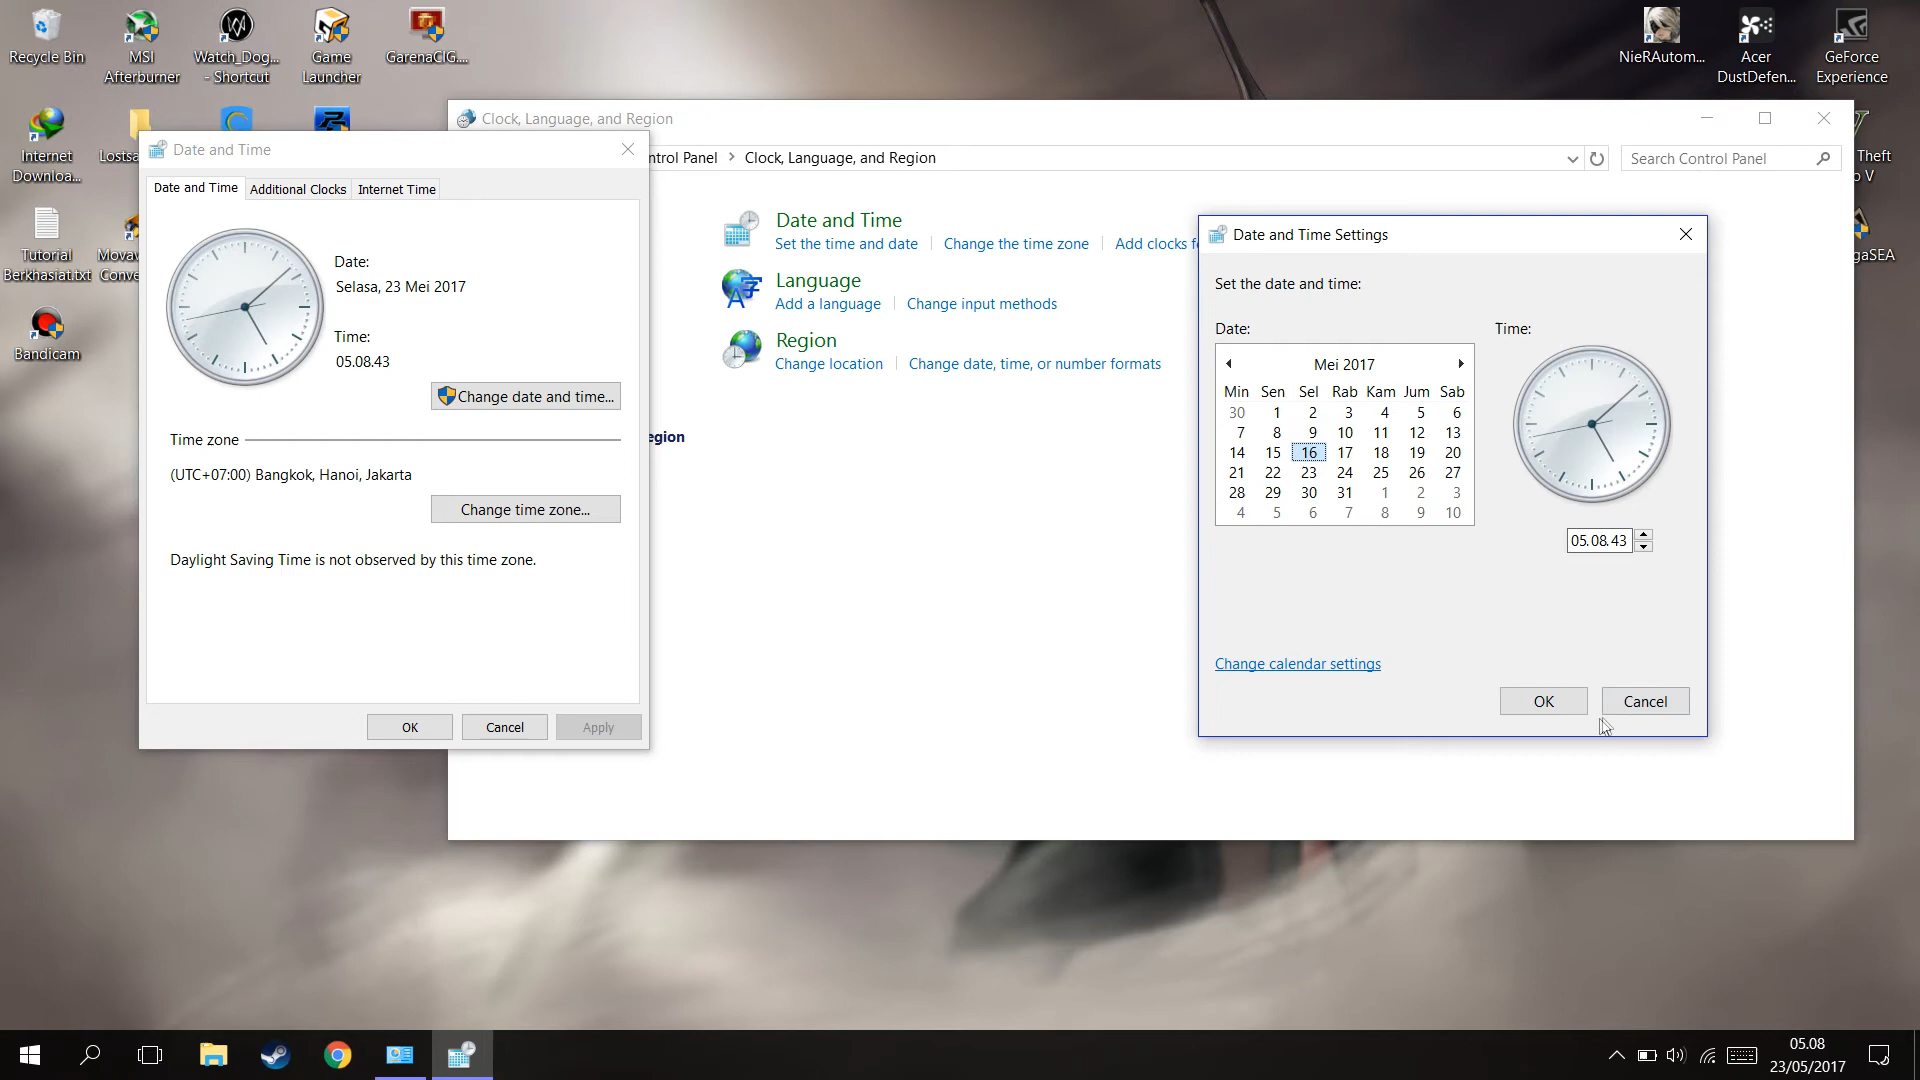 Recycle Bin
MSI
Afterburner
Watch_Dog...
- Shortcut
Game
Launcher
GarenaCIG....
NieRAutom...
Acer
DustDefen...
GeForce
Experience
Internet
Downloa...
Lostsa
Theft
o V
Tutorial
Berkhasiat.txt
Mova
Conve
gaSEA
Bandicam
Clock, Language, and Region
ntrol Panel
Clock, Language, and Region
Search Control Panel
Date and Time
Set the time and date
Change the time zone
Add clocks f
Language
Add a language
Change input methods
Region
Change location
Change date, time, or number formats
egion
Date and Time
Date and Time
Additional Clocks
Internet Time
Date:
Selasa, 23 Mei 2017
Time:
05.08.43
Change date and time...
Time zone
(UTC+07:00) Bangkok, Hanoi, Jakarta
Change time zone...
Daylight Saving Time is not observed by this time zone.
OK
Cancel
Apply
Date and Time Settings
Set the date and time:
Date:
Time:
Mei 2017
Min Sen Sel Rab Kam Jum Sab
30 1 2 3 4 5 6
7 8 9 10 11 12 13
14 15 16 17 18 19 20
21 22 23 24 25 26 27
28 29 30 31 1 2 3
4 5 6 7 8 9 10
05.08.43
Change calendar settings
OK
Cancel
05.08
23/05/2017